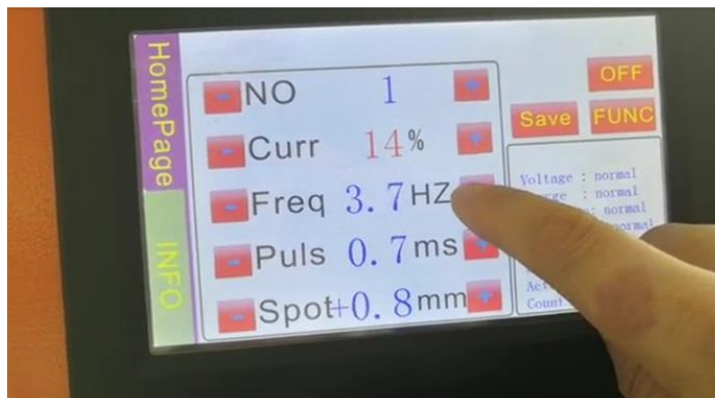 HomePage
INFO
- NO 1 +
- Curr 14% +
- Freq 3.7HZ
- Puls 0.7ms +
- Spot+0.8mm +
OFF
Save FUNC
Voltage : normal
: normal
: normal
normal
Count